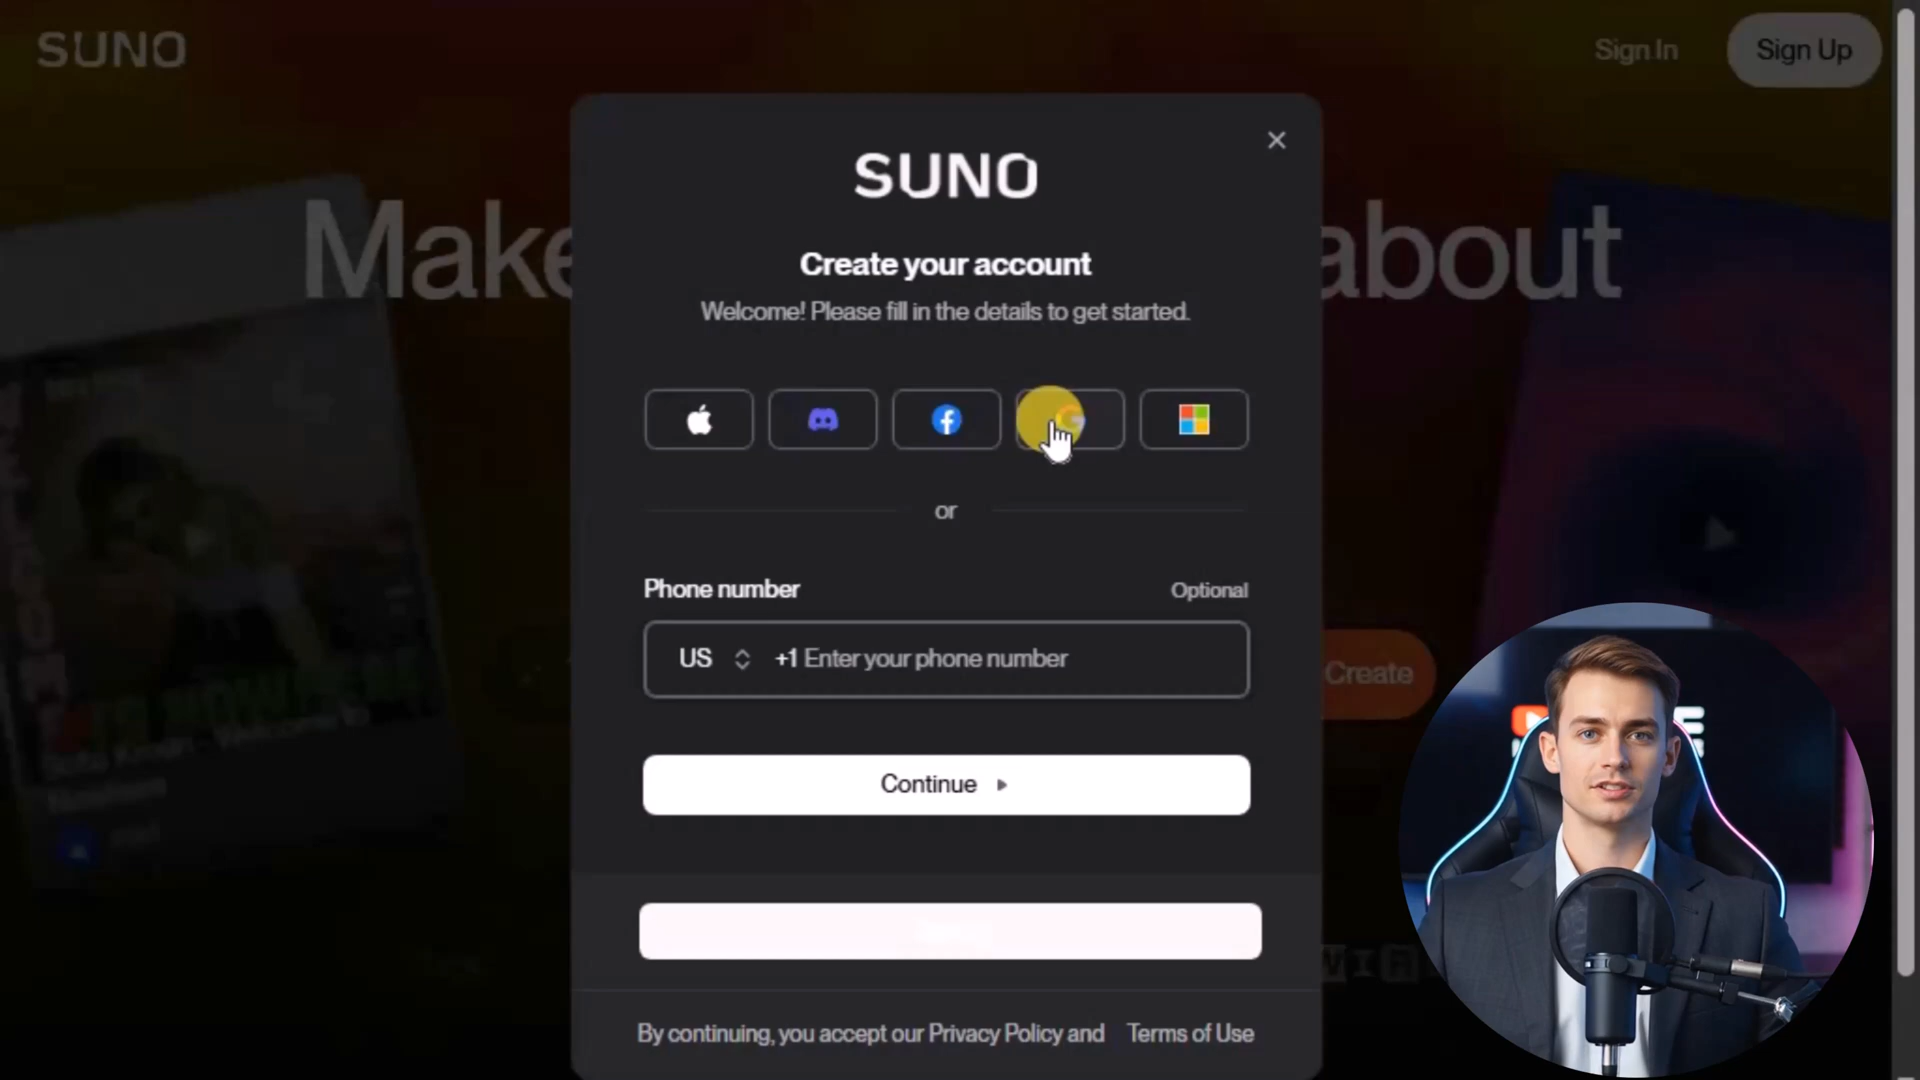 SUNO
Sign In
Sign Up
Make
about
SUNO
Create your account
Welcome! Please fill in the details to get started.
or
Phone number
Optional
US
+1 Enter your phone number
Create
Continue
By continuing, you accept our Privacy Policy and Terms of Use